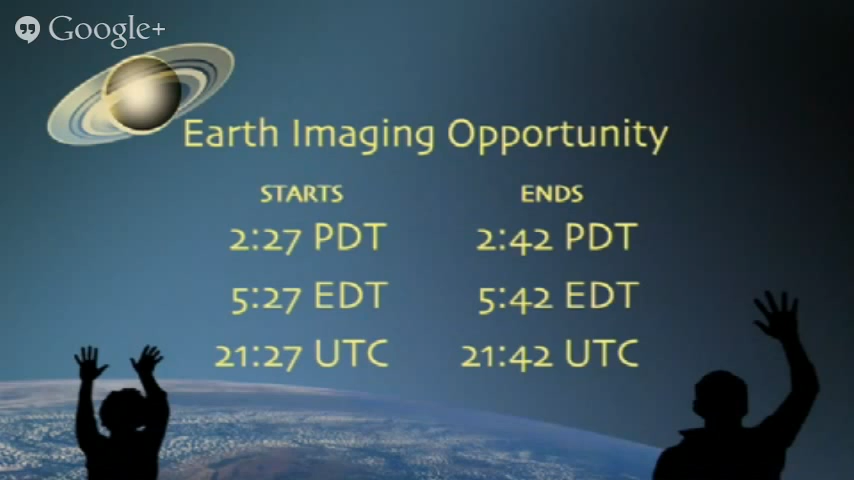 Google+
Earth Imaging Opportunity
STARTS ENDS
2:27 PDT 2:42 PDT
5:27 EDT 5:42 EDT
21:27 UTC 21:42 UTC